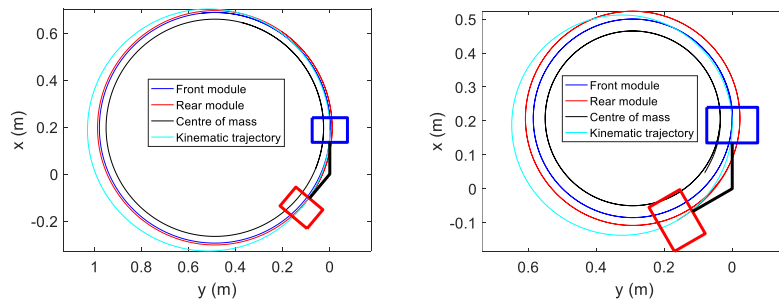 0.6
0.4
0.2
0
-0.2
x (m)
Front module
Rear module
Centre of mass
Kinematic trajectory
1
0.8
0.6
0.4
0.2
0
y (m)
0.5
0.4
0.3
0.2
0.1
0
-0.1
x (m)
Front module
Rear module
Centre of mass
Kinematic trajectory
0.6
0.4
0.2
0
y (m)